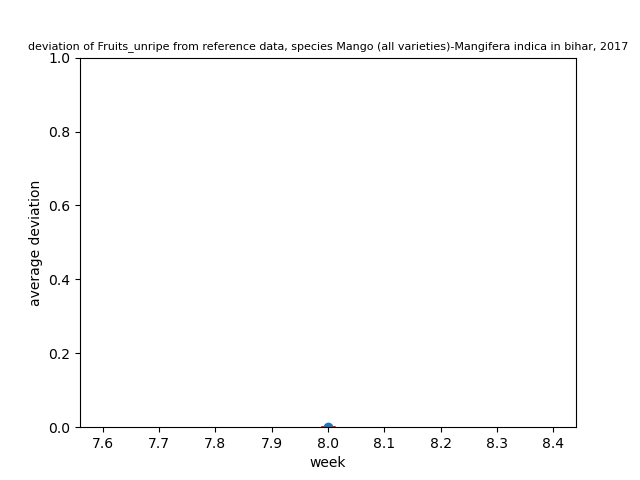 deviation of Fruits_unripe from reference data, species Mango (all varieties)-Mangifera indica in bihar, 2017
1.0
0.8
0.6
0.4
0.2
0.0
average deviation
7.6 7.7 7.8 7.9 8.0 8.1 8.2 8.3 8.4
week